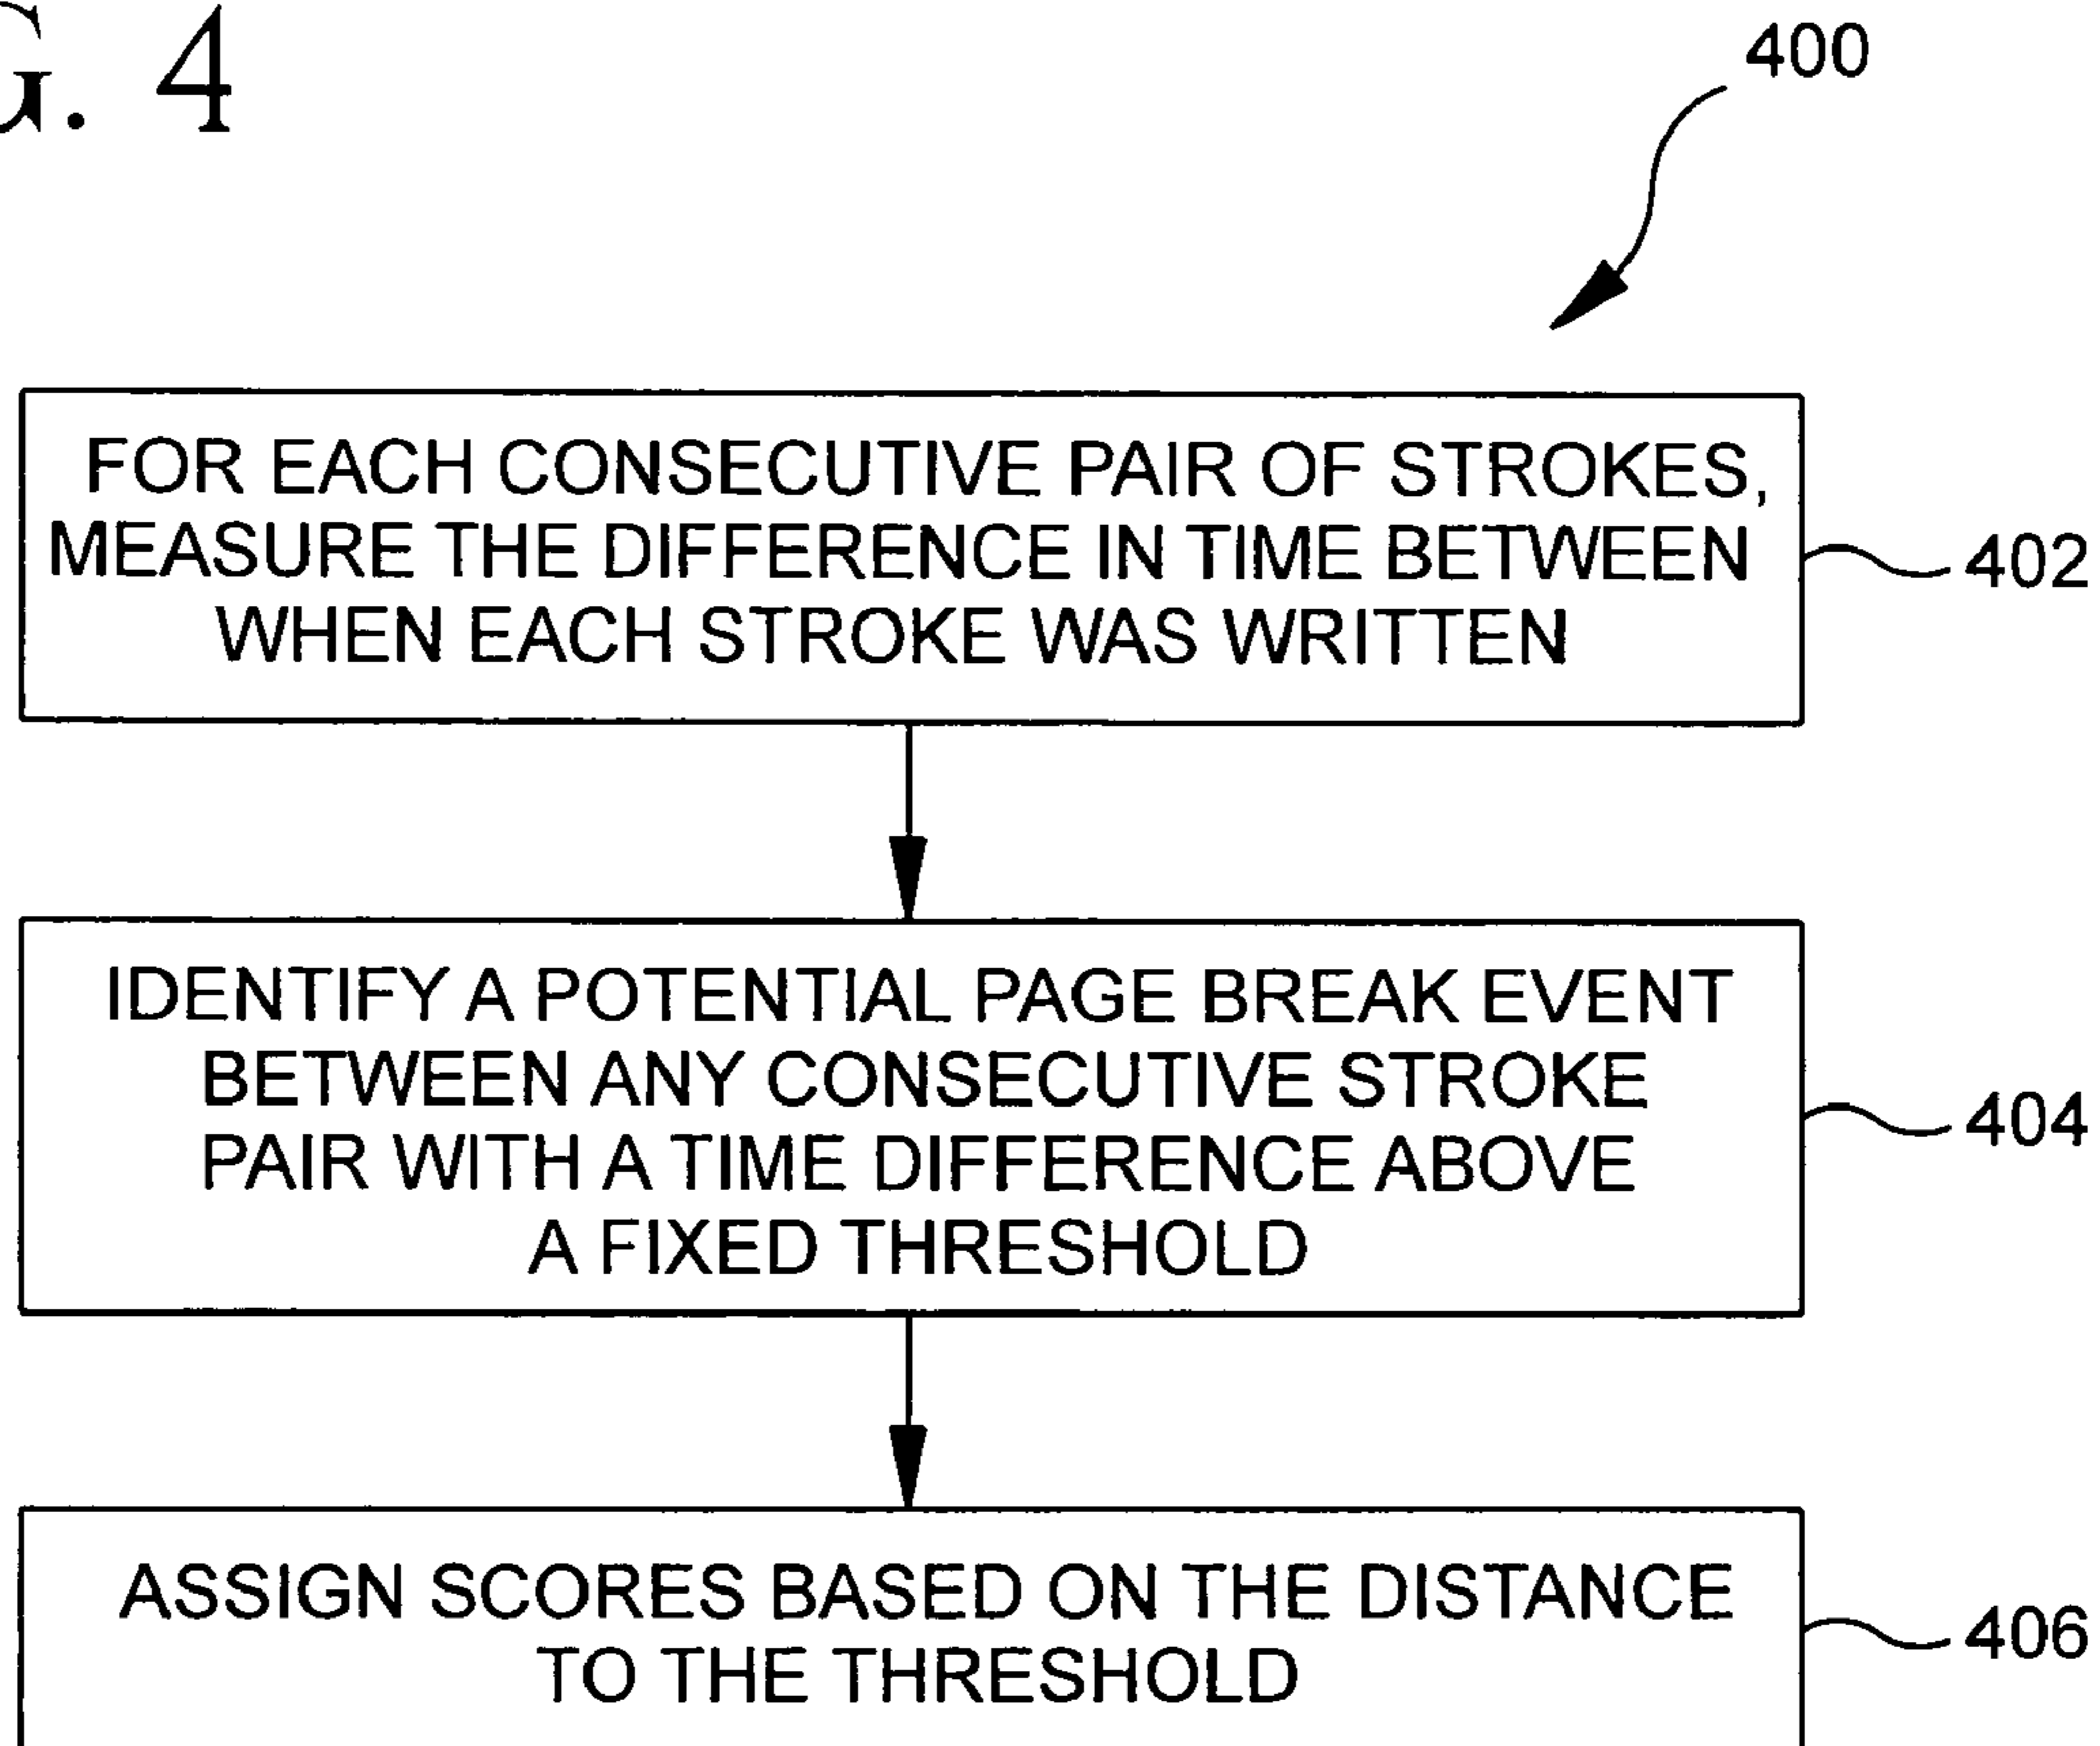 G. 4
400
FOR EACH CONSECUTIVE PAIR OF STROKES,
MEASURE THE DIFFERENCE IN TIME BETWEEN
WHEN EACH STROKE WAS WRITTEN
402
IDENTIFY A POTENTIAL PAGE BREAK EVENT
BETWEEN ANY CONSECUTIVE STROKE
PAIR WITH A TIME DIFFERENCE ABOVE
A FIXED THRESHOLD
404
ASSIGN SCORES BASED ON THE DISTANCE
TO THE THRESHOLD
406